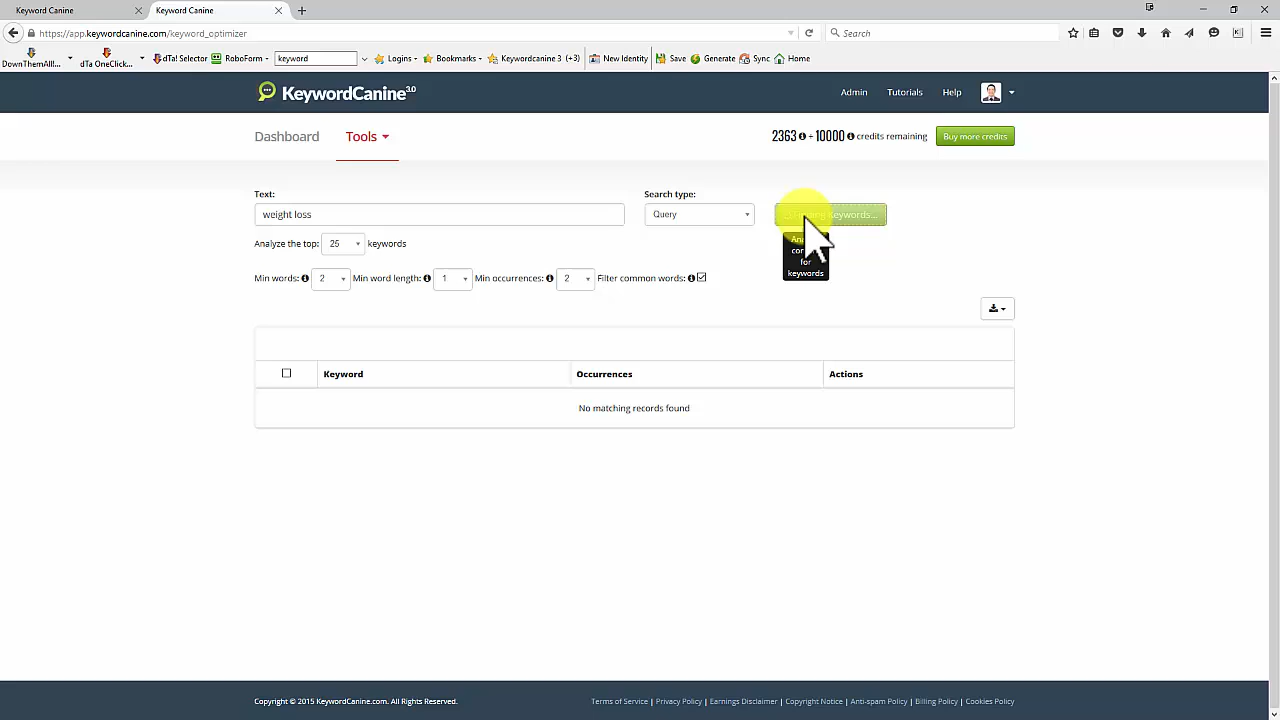 Keyword Canine
Keyword Canine
https://app.keywordcanine.com/keyword_optimizer
Search
DownThemAll!...
dTa OneClick...
dTa! Selector
RoboForm
keyword
Logins
Bookmarks
Keywordcanine 3 (+3)
New Identity
Save
Generate
Sync
Home
KeywordCanine 3.0
Admin
Tutorials
Help
Dashboard
Tools
2363 + 10000 credits remaining
Buy more credits
Text:
Search type:
weight loss
Query
Keywords...
Analyze the top: 25 keywords
for
keywords
Min words: 2 Min word length: 1 Min occurrences: 2 Filter common words:
Keyword
Occurrences
Actions
No matching records found
Copyright © 2015 KeywordCanine.com. All Rights Reserved.
Terms of Service | Privacy Policy | Earnings Disclaimer | Copyright Notice | Anti-spam Policy | Billing Policy | Cookies Policy